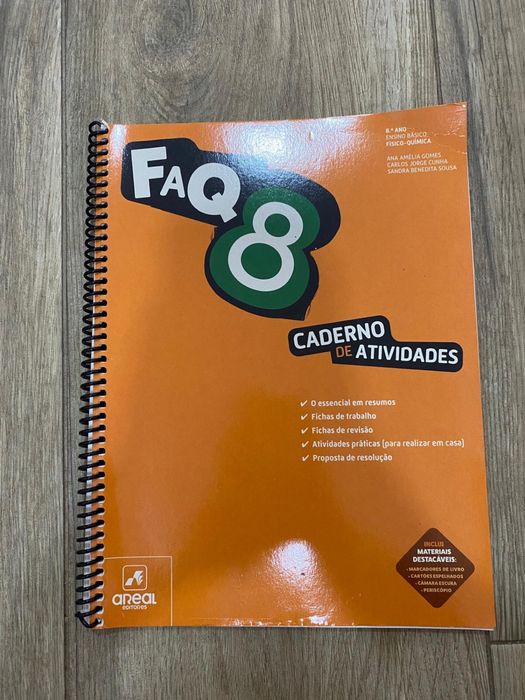 8.º ANO
ENSINO BÁSICO
FÍSICO-QUÍMICA
ANA AMÉLIA GOMES
CARLOS JORGE CUNHA
SANDRA BENEDITA SOUSA
FAQ
8
CADERNO
DE ATIVIDADES
✓ O essencial em resumos
✓ Fichas de trabalho
✓ Fichas de revisão
✓ Atividades práticas (para realizar em casa)
✓ Proposta de resolução
INCLUI
MATERIAIS
DESTACÁVEIS:
- MARCADORES DE LIVRO
- CARTÕES ESPELHADOS
- CÂMARA ESCURA
- PERISCÓPIO
areal
EDITORES